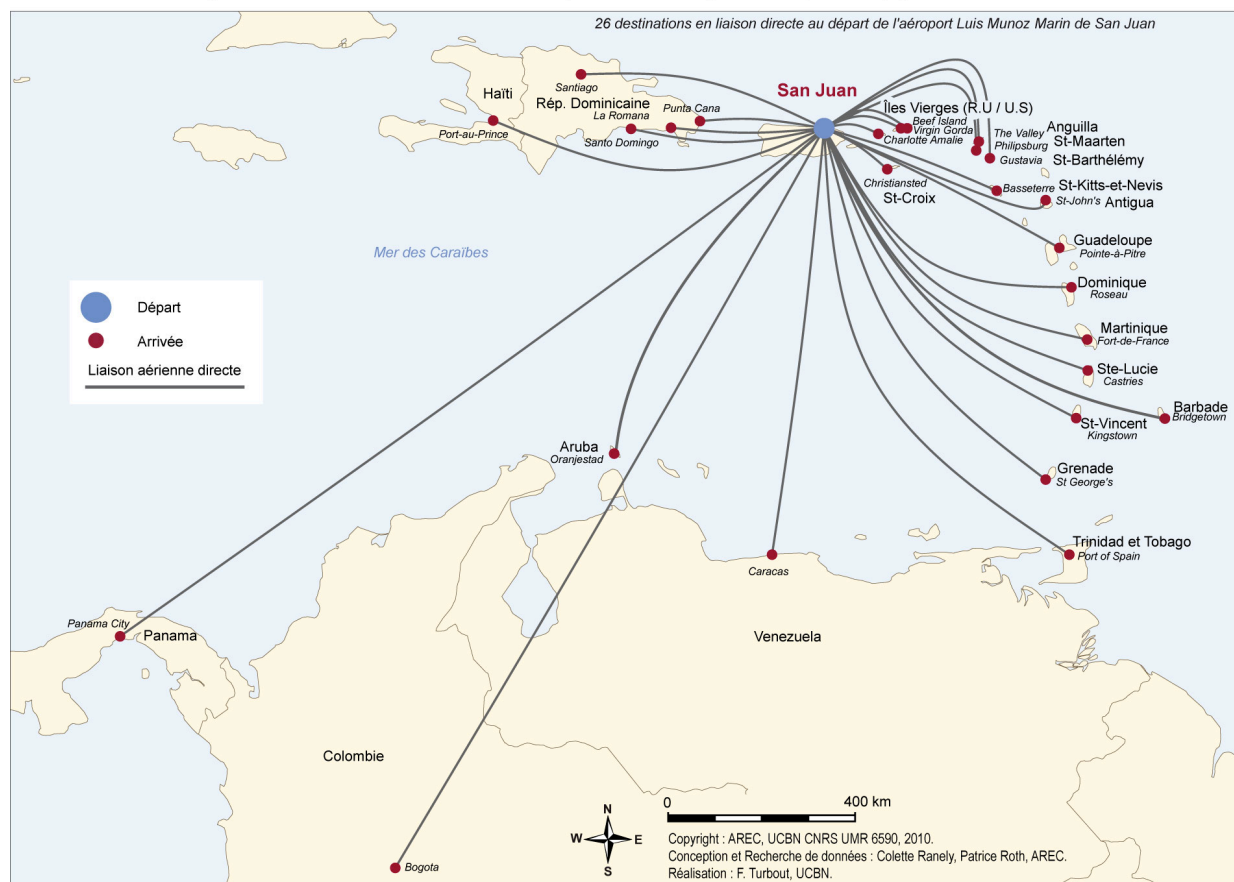 26 destinations en liaison directe au départ de l'aéroport Luis Munoz Marin de San Juan
Santiago
Haïti
Rép. Dominicaine
La Romana
Punta Cana
Port-au-Prince
Santo Domingo
San Juan
Îles Vierges (R.U / U.S)
Beef Island
Virgin Gorda
Charlotte Amalie
The Valley
Anguilla
Philipsburg
St-Maarten
Gustavia
St-Barthélémy
Christiansted
St-Croix
Basseterre
St-Kitts-et-Nevis
St-John's
Antigua
Mer des Caraïbes
Guadeloupe
Pointe-à-Pitre
Dominique
Roseau
Départ
Arrivée
Liaison aérienne directe
Martinique
Fort-de-France
Ste-Lucie
Castries
Barbade
Bridgetown
St-Vincent
Kingstown
Aruba
Oranjestad
Grenade
St George's
Trinidad et Tobago
Port of Spain
Caracas
Panama City
Panama
Venezuela
Colombie
Bogota
N
W E
S
0 400 km
Copyright : AREC, UCBN CNRS UMR 6590, 2010.
Conception et Recherche de données : Colette Ranely, Patrice Roth, AREC.
Réalisation : F. Turbout, UCBN.